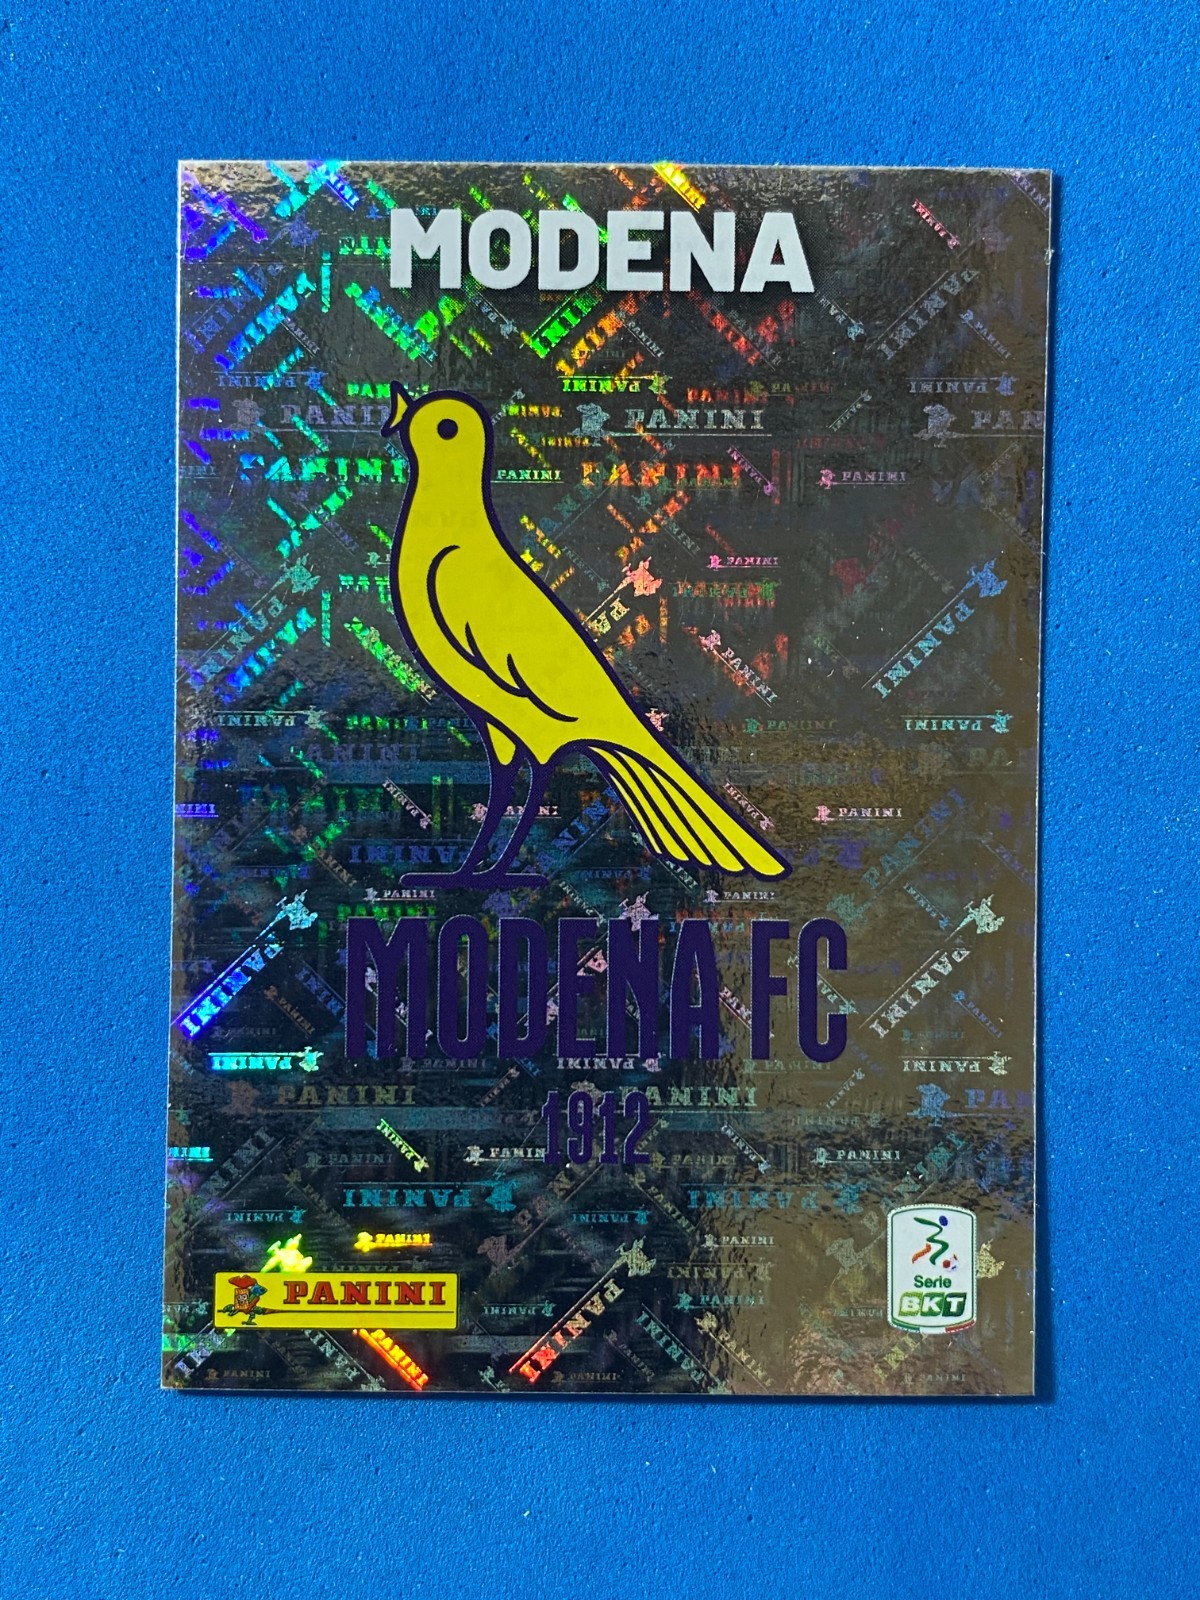 MODENA
MODENA FC
1912
PANINI
Serie
BKT